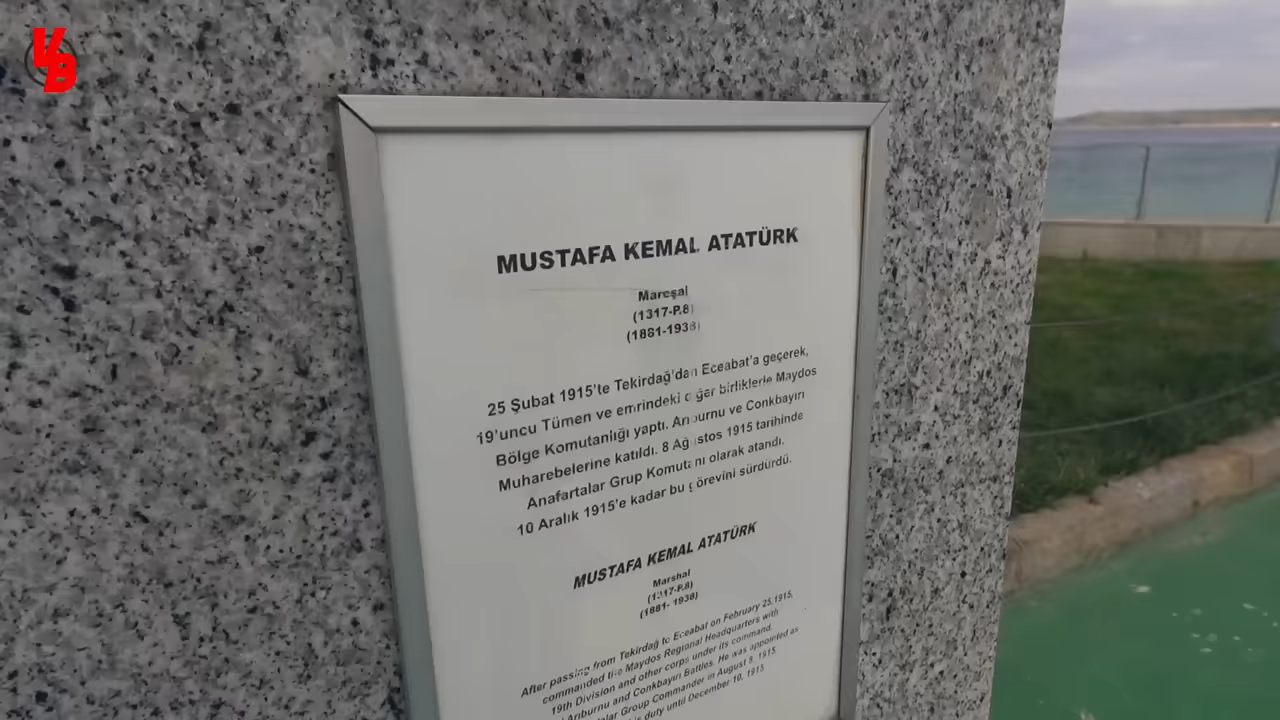 VB
MUSTAFA KEMAL ATATÜRK
Mareşal
(1317-P.8)
(1881-1938)
25 Şubat 1915'te Tekirdağ'dan Eceabat'a geçerek,
19'uncu Tümen ve emrindeki diğer birliklerle Maydos
Bölge Komutanlığı yaptı. Arıburnu ve Conkbayırı
Muharebelerine katıldı. 8 Ağustos 1915 tarihinde
Anafartalar Grup Komutanı olarak atandı.
10 Aralık 1915'e kadar bu görevini sürdürdü.
MUSTAFA KEMAL ATATÜRK
Marshal
(1317-P.8)
(1881- 1938)
After passing from Tekirdağ to Eceabat on February 25,1915,
commanded the Maydos Regional Headquarters with
19th Division and other corps under its command.
Arıburnu and Conkbayırı Battles. He was appointed as
Group Commander in August 8, 1915
duty until December 10, 1915